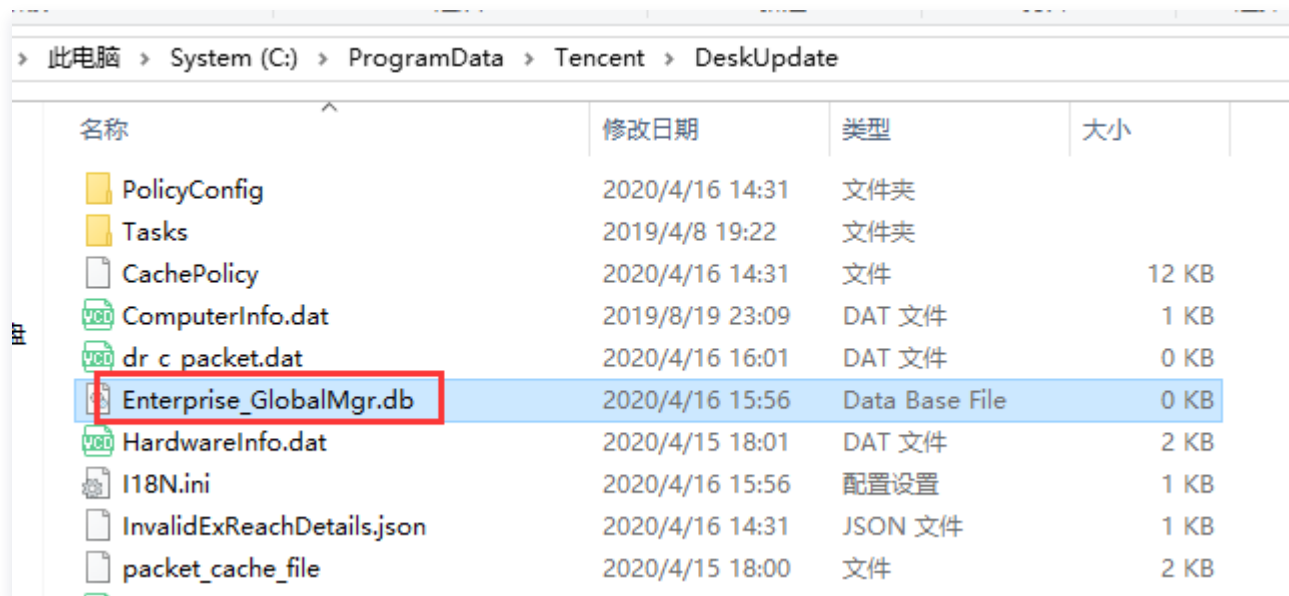 > 此电脑 > System (C:) > ProgramData > Tencent > DeskUpdate
名称 修改日期 类型 大小
PolicyConfig 2020/4/16 14:31 文件夹
Tasks 2019/4/8 19:22 文件夹
CachePolicy 2020/4/16 14:31 文件 12 KB
ComputerInfo.dat 2019/8/19 23:09 DAT 文件 1 KB
dr_c_packet.dat 2020/4/16 16:01 DAT 文件 0 KB
Enterprise_GlobalMgr.db 2020/4/16 15:56 Data Base File 0 KB
HardwareInfo.dat 2020/4/15 18:01 DAT 文件 2 KB
I18N.ini 2020/4/16 15:56 配置设置 1 KB
InvalidExReachDetails.json 2020/4/16 14:31 JSON 文件 1 KB
packet_cache_file 2020/4/15 18:00 文件 2 KB